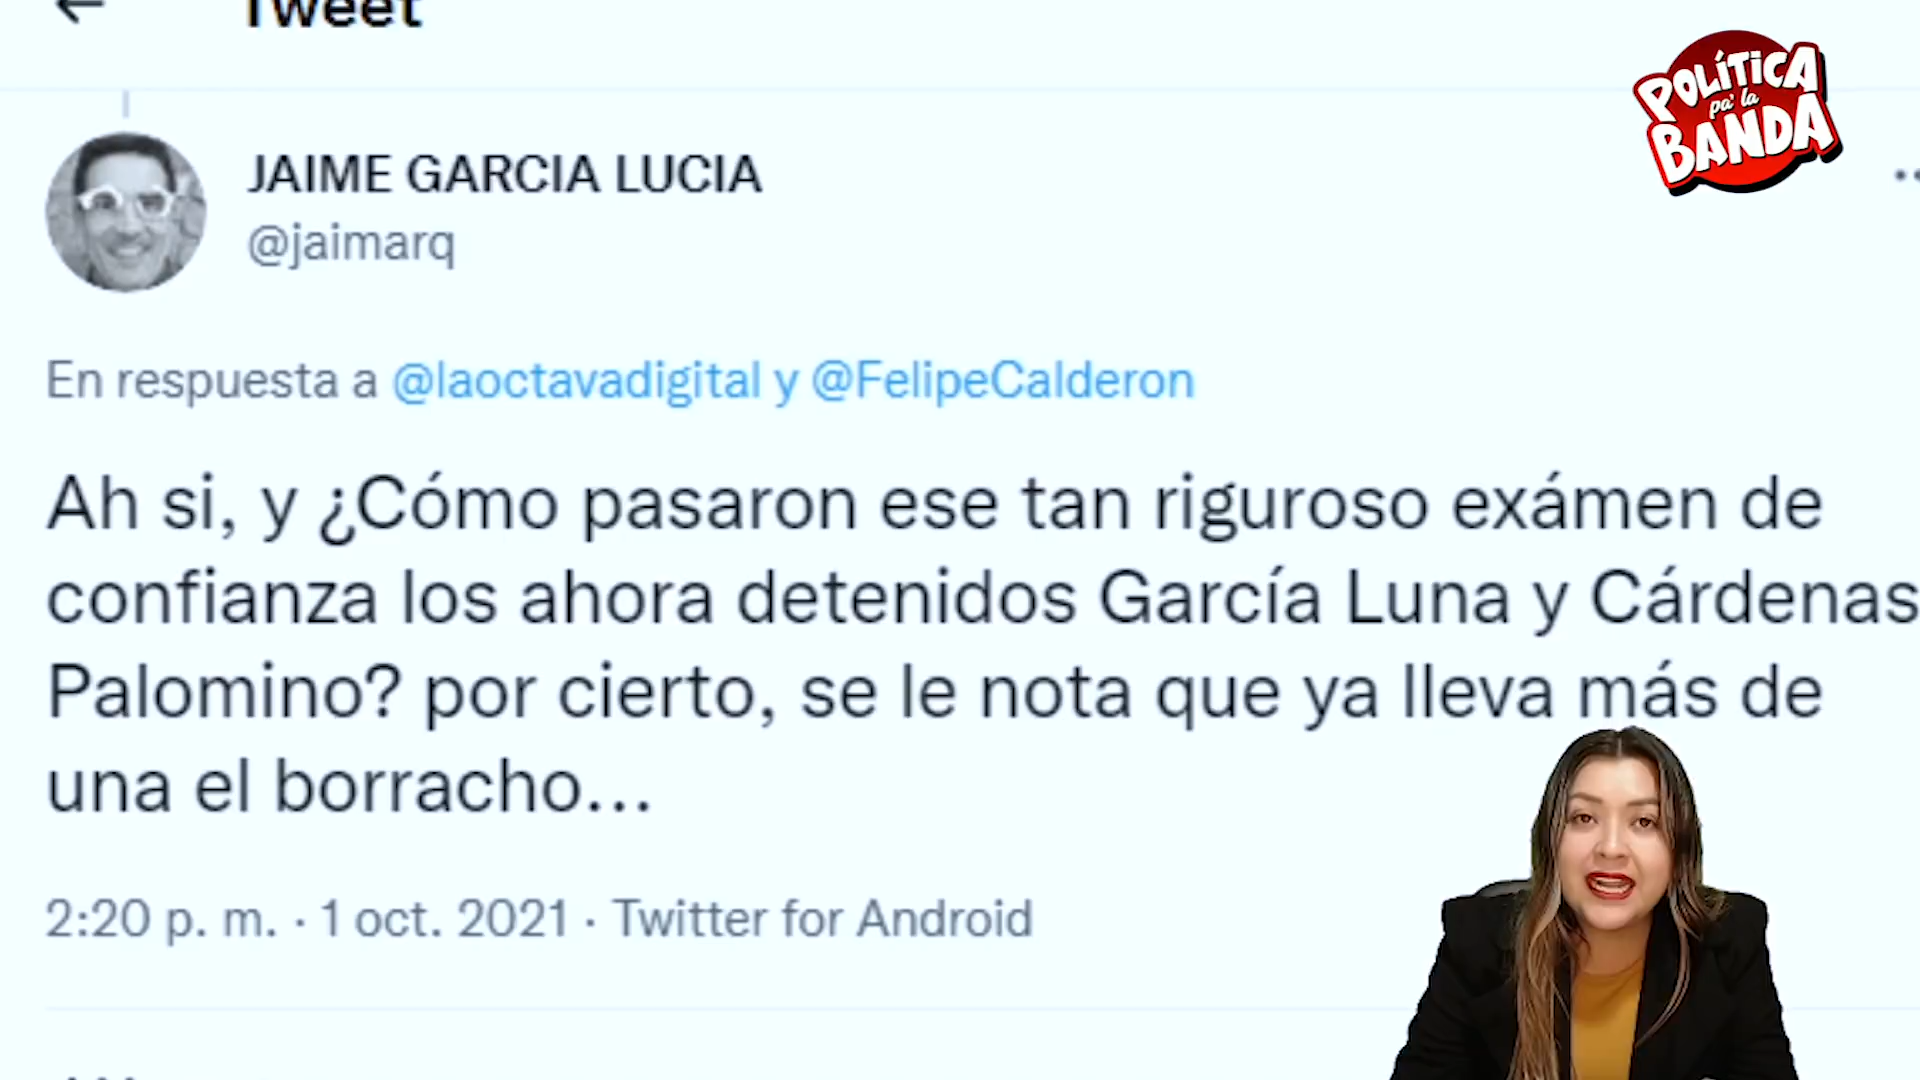 Tweet
POLÍTICA
pa' la
BANDA
JAIME GARCIA LUCIA
@jaimarq
En respuesta a @laoctavadigital y @FelipeCalderon
Ah si, y ¿Cómo pasaron ese tan riguroso exámen de
confianza los ahora detenidos García Luna y Cárdenas
Palomino? por cierto, se le nota que ya lleva más de
una el borracho...
2:20 p. m. · 1 oct. 2021 · Twitter for Android